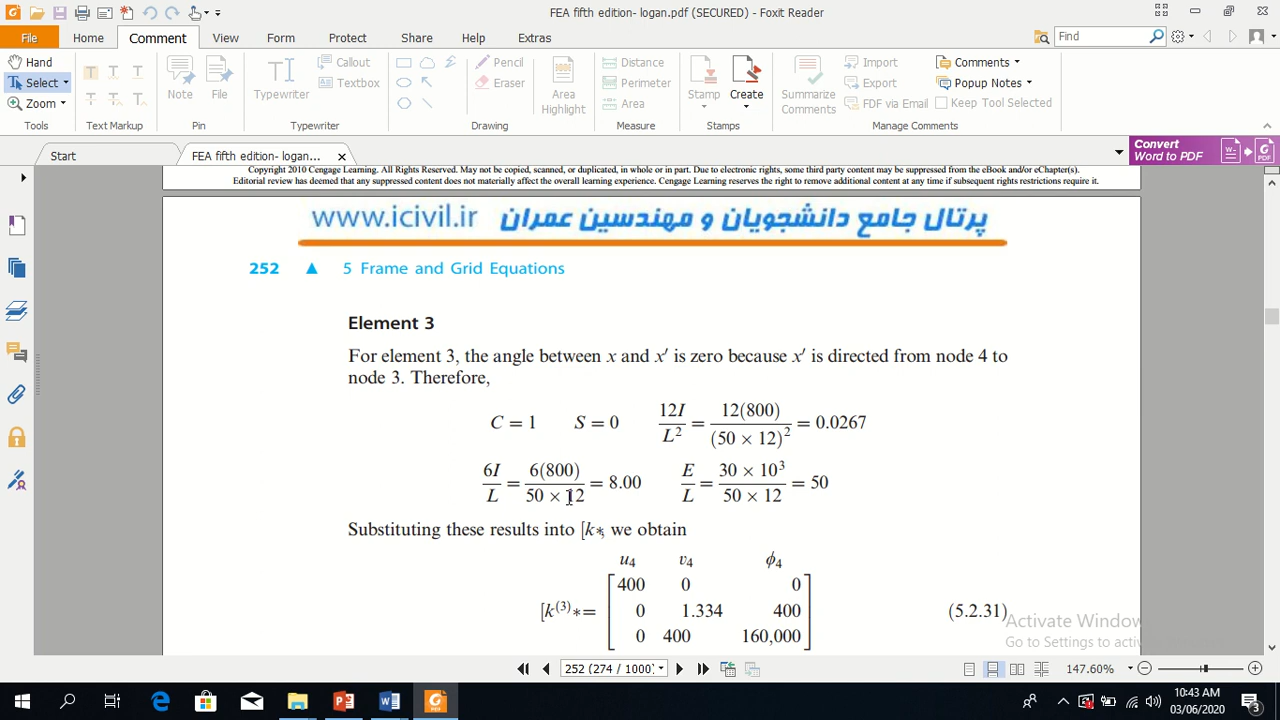 FEA fifth edition- logan.pdf (SECURED) - Foxit Reader
File Home Comment View Form Protect Share Help Extras
Find
Hand
Select
Zoom
Tools
Text Markup
Note
File
Pin
Typewriter
Callout
Textbox
Typewriter
Pencil
Eraser
Drawing
Area
Highlight
Distance
Perimeter
Area
Measure
Stamp
Create
Stamps
Summarize
Comments
Import
Export
FDF via Email
Comments
Popup Notes
Keep Tool Selected
Manage Comments
Start
FEA fifth edition- logan...
Convert
Word to PDF
Copyright 2010 Cengage Learning. All Rights Reserved. May not be copied, scanned, or duplicated, in whole or in part. Due to electronic rights, some third party content may be suppressed from the eBook and/or eChapter(s).
Editorial review has deemed that any suppressed content does not materially affect the overall learning experience. Cengage Learning reserves the right to remove additional content at any time if subsequent rights restrictions require it.
www.icivil.ir پرتال جامع دانشجویان و مهندسین عمران
252 ▲ 5 Frame and Grid Equations
Element 3
For element 3, the angle between x and x′ is zero because x′ is directed from node 4 to
node 3. Therefore,
C = 1 S = 0 12I/L² = 12(800)/(50 × 12)² = 0.0267
6I/L = 6(800)/(50 × 12) = 8.00 E/L = 30 × 10³/(50 × 12) = 50
Substituting these results into [k*, we obtain
u₄ v₄ ϕ₄
400 0 0
[k⁽³⁾*= 0 1.334 400 (5.2.31)
0 400 160,000
Activate Windo
Go to Settings to activ
252 (274 / 1000)
147.60%
10:43 AM
03/06/2020
3